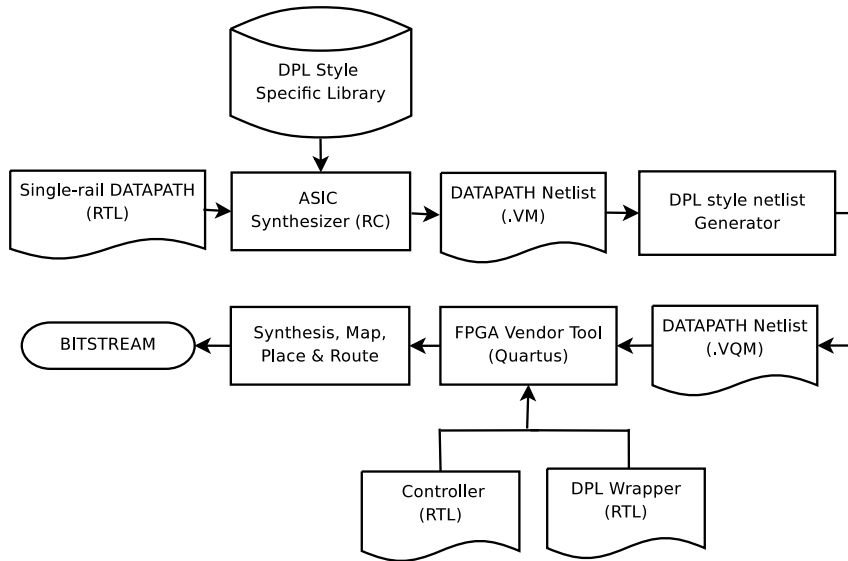 DPL Style
Specific Library
Single-rail DATAPATH
(RTL)
ASIC
Synthesizer (RC)
DATAPATH Netlist
(.VM)
DPL style netlist
Generator
BITSTREAM
Synthesis, Map,
Place & Route
FPGA Vendor Tool
(Quartus)
DATAPATH Netlist
(.VQM)
Controller
(RTL)
DPL Wrapper
(RTL)